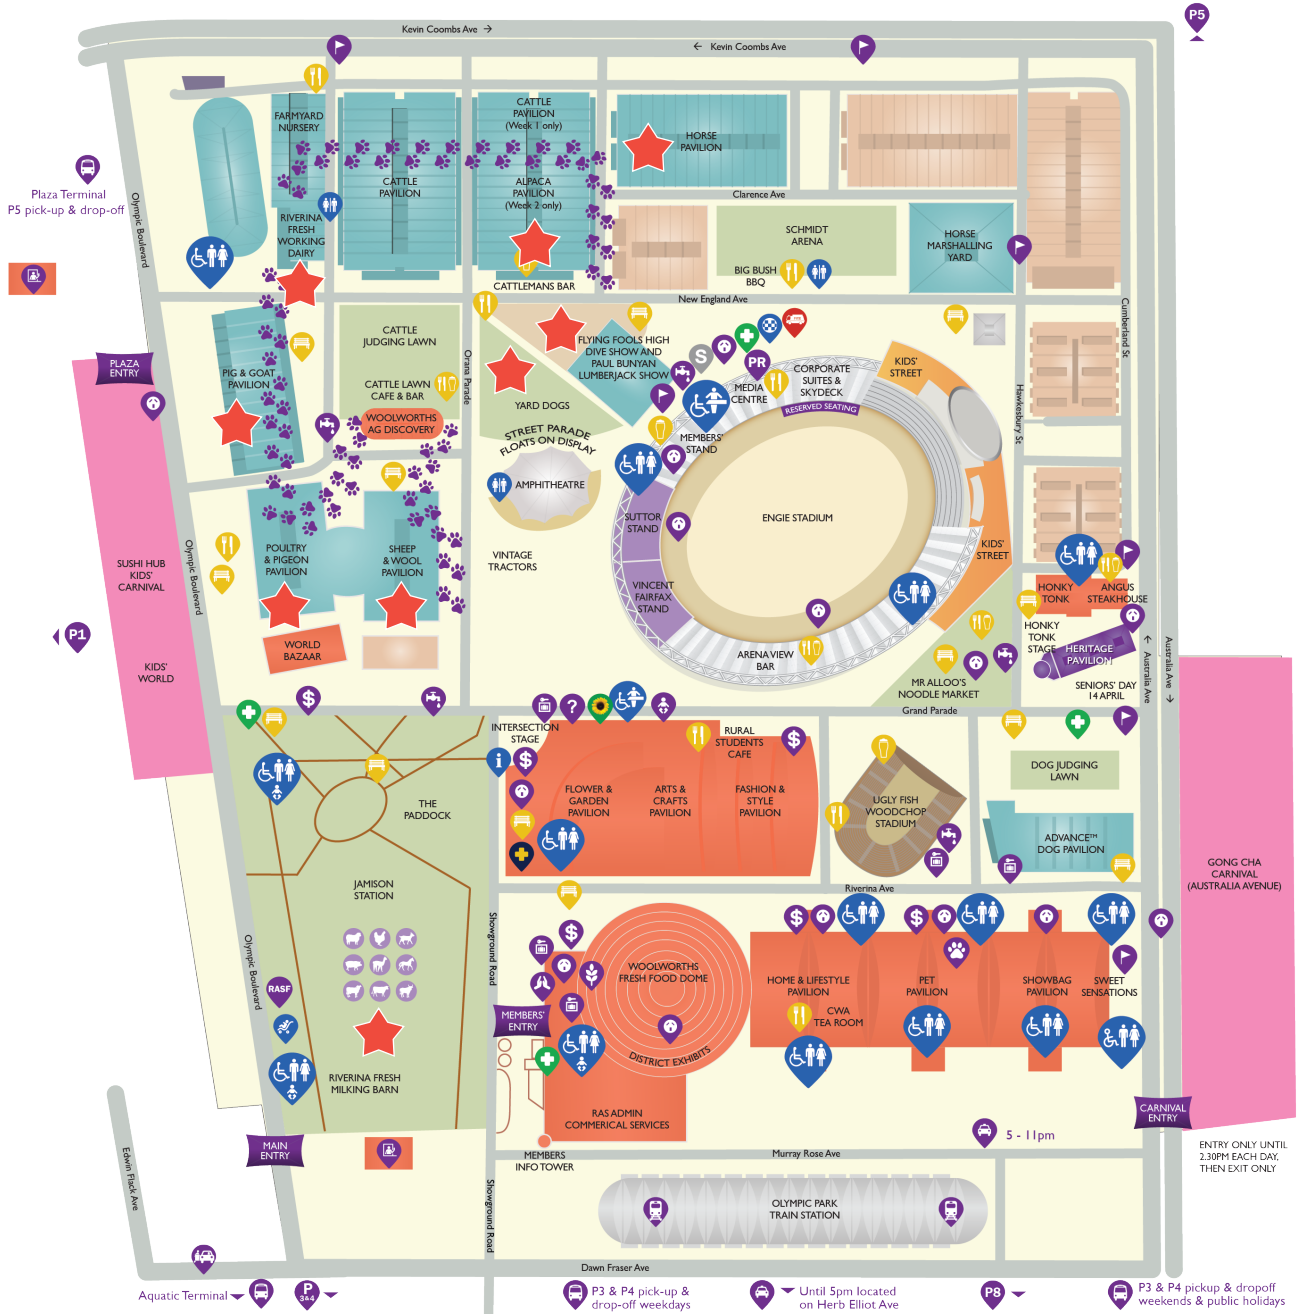 P5
Kevin Coombs Ave →
← Kevin Coombs Ave
Plaza Terminal
P5 pick-up & drop-off
Olympic Boulevard
FARMYARD
NURSERY
CATTLE
PAVILION
(Week 1 only)
HORSE
PAVILION
CATTLE
PAVILION
ALPACA
PAVILION
(Week 2 only)
Clarence Ave
RIVERINA
FRESH
WORKING
DAIRY
SCHMIDT
ARENA
HORSE
MARSHALLING
YARD
BIG BUSH
BBQ
CATTLEMANS BAR
New England Ave
Cumberland St
CATTLE
JUDGING LAWN
Orana Parade
FLYING FOOLS HIGH
DIVE SHOW AND
PAUL BUNYAN
LUMBERJACK SHOW
S
PR
KIDS'
STREET
PLAZA
ENTRY
PIG & GOAT
PAVILION
CATTLE LAWN
CAFE & BAR
MEDIA
CENTRE
CORPORATE
SUITES &
SKYDECK
RESERVED SEATING
Hawkesbury St
WOOLWORTHS
AG DISCOVERY
YARD DOGS
STREET PARADE
FLOATS ON DISPLAY
MEMBERS'
STAND
AMPHITHEATRE
SUTTOR
STAND
ENGIE STADIUM
SUSHI HUB
KIDS'
CARNIVAL
Olympic Boulevard
POULTRY
& PIGEON
PAVILION
SHEEP
& WOOL
PAVILION
VINTAGE
TRACTORS
VINCENT
FAIRFAX
STAND
KIDS'
STREET
HONKY
TONK
ANGUS
STEAKHOUSE
P1
WORLD
BAZAAR
HONKY
TONK
STAGE
HERITAGE
PAVILION
← Australia Ave
Australia Ave →
KIDS'
WORLD
ARENA VIEW
BAR
MR ALLOO'S
NOODLE MARKET
SENIORS' DAY
14 APRIL
$
?
Grand Parade
INTERSECTION
STAGE
i
$
RURAL
STUDENTS
CAFE
$
DOG JUDGING
LAWN
THE
PADDOCK
FLOWER &
GARDEN
PAVILION
ARTS &
CRAFTS
PAVILION
FASHION &
STYLE
PAVILION
UGLY FISH
WOODCHOP
STADIUM
ADVANCE™
DOG PAVILION
GONG CHA
CARNIVAL
(AUSTRALIA AVENUE)
JAMISON
STATION
Riverina Ave
Showground Road
$
$
$
Olympic Boulevard
WOOLWORTHS
FRESH FOOD DOME
HOME & LIFESTYLE
PAVILION
PET
PAVILION
SHOWBAG
PAVILION
SWEET
SENSATIONS
RASF
MEMBERS'
ENTRY
CWA
TEA ROOM
DISTRICT EXHIBITS
RIVERINA FRESH
MILKING BARN
RAS ADMIN
COMMERICAL SERVICES
CARNIVAL
ENTRY
MAIN
ENTRY
MEMBERS
INFO TOWER
5 - 11pm
Murray Rose Ave
ENTRY ONLY UNTIL
2.30PM EACH DAY,
THEN EXIT ONLY
Edwin Flack Ave
Showground Road
OLYMPIC PARK
TRAIN STATION
Dawn Fraser Ave
Aquatic Terminal
P
3&4
P3 & P4 pick-up &
drop-off weekdays
Until 5pm located
on Herb Elliot Ave
P8
P3 & P4 pickup & dropoff
weekends & public holidays